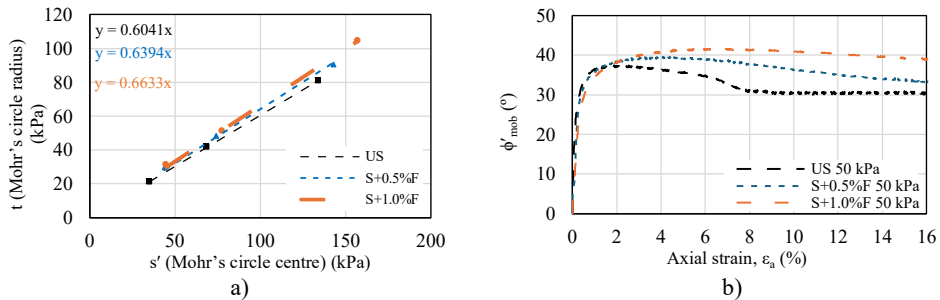 t (Mohr's circle radius)
(kPa)
120
100
80
60
40
20
0
y = 0.6041x
y = 0.6394x
y = 0.6633x
US
S+0.5%F
S+1.0%F
0 50 100 150 200
s′ (Mohr's circle centre) (kPa)
a)
ϕ′mob (º)
50
40
30
20
10
0
US 50 kPa
S+0.5%F 50 kPa
S+1.0%F 50 kPa
0 2 4 6 8 10 12 14 16
Axial strain, εa (%)
b)